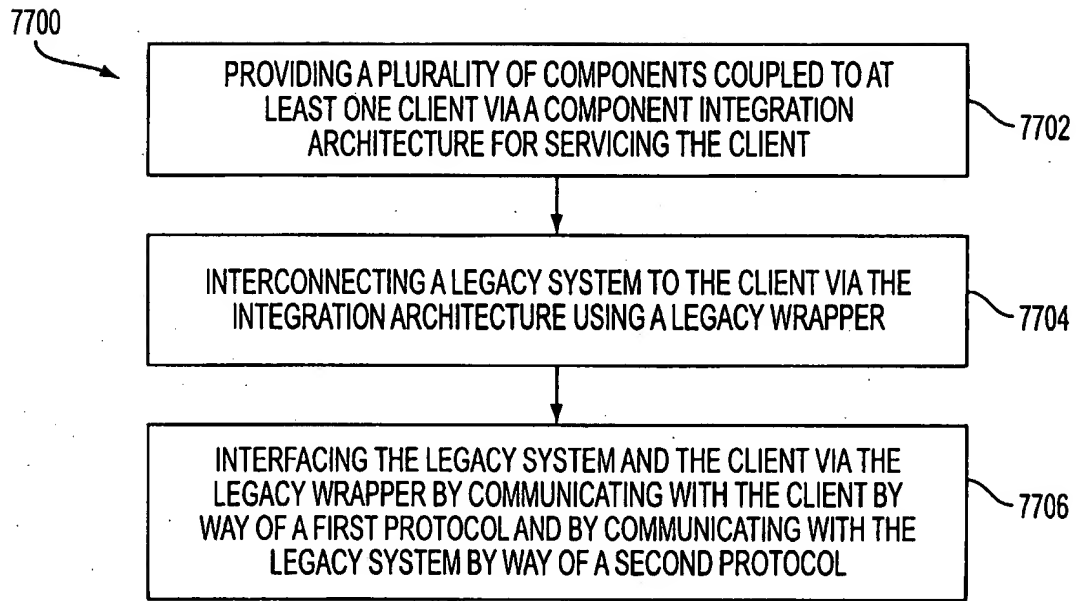 7700
PROVIDING A PLURALITY OF COMPONENTS COUPLED TO AT
LEAST ONE CLIENT VIA A COMPONENT INTEGRATION
ARCHITECTURE FOR SERVICING THE CLIENT
7702
INTERCONNECTING A LEGACY SYSTEM TO THE CLIENT VIA THE
INTEGRATION ARCHITECTURE USING A LEGACY WRAPPER
7704
INTERFACING THE LEGACY SYSTEM AND THE CLIENT VIA THE
LEGACY WRAPPER BY COMMUNICATING WITH THE CLIENT BY
WAY OF A FIRST PROTOCOL AND BY COMMUNICATING WITH THE
LEGACY SYSTEM BY WAY OF A SECOND PROTOCOL
7706